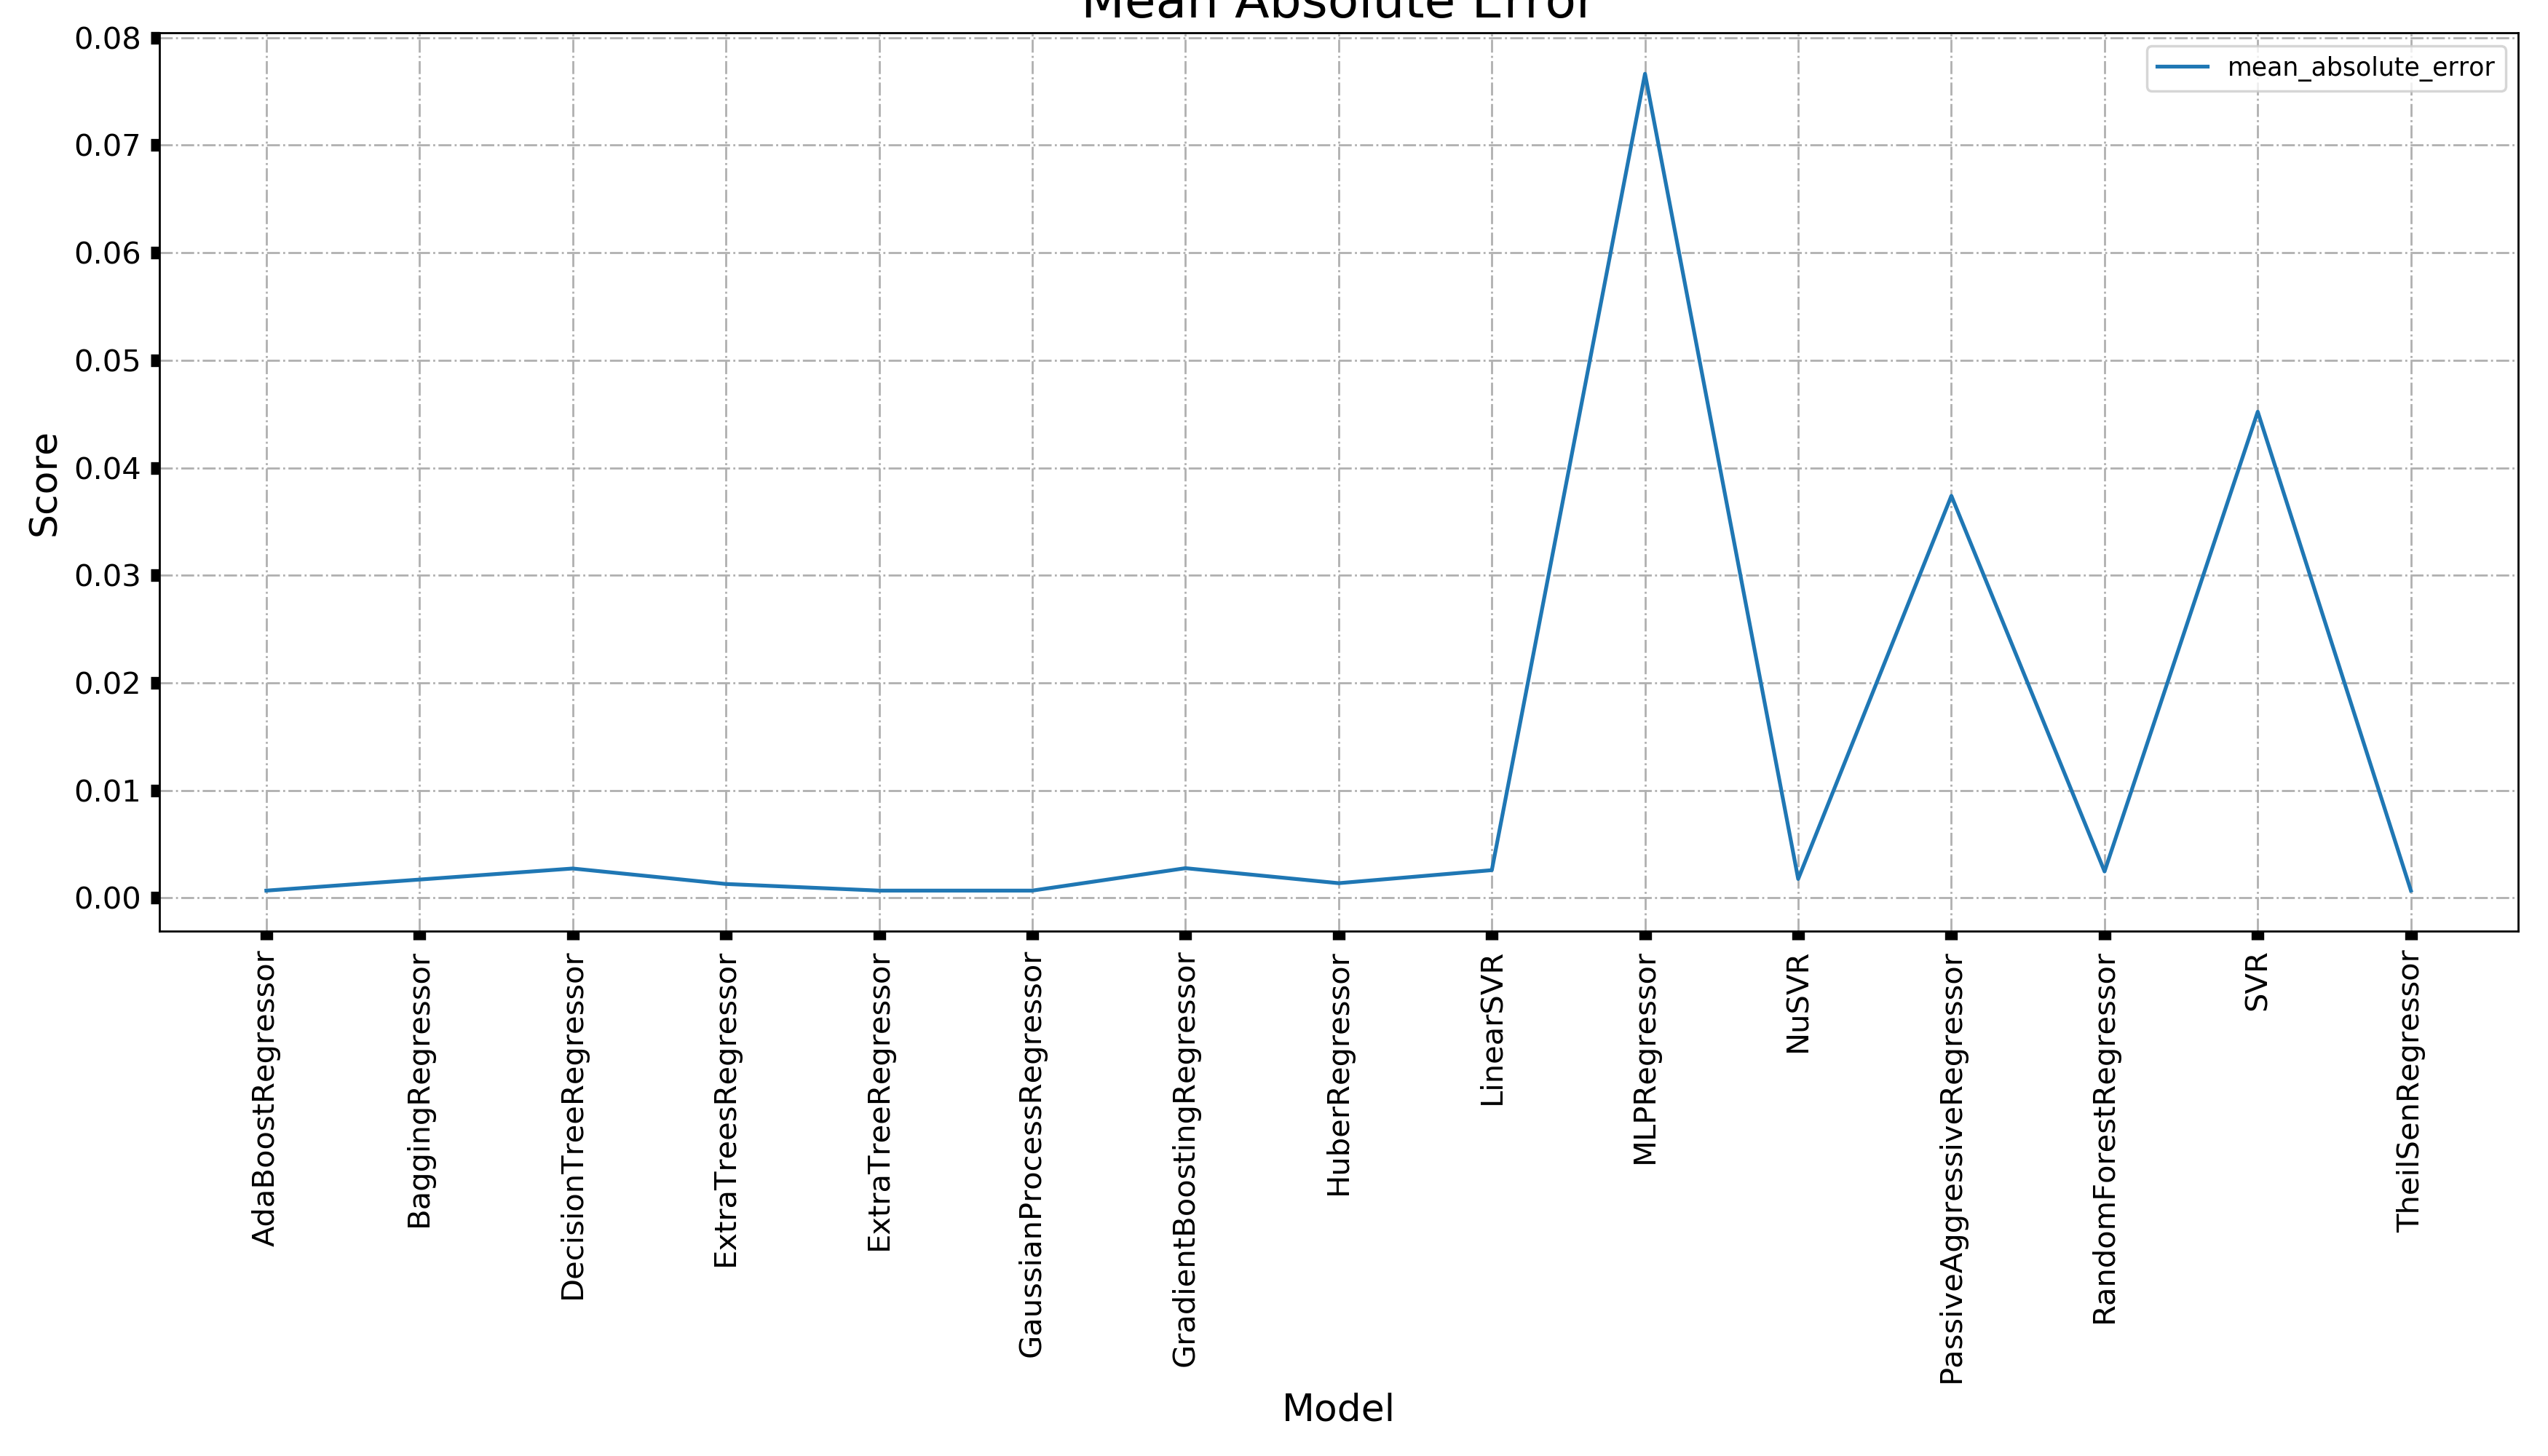 Mean Absolute Error
mean_absolute_error
Score
0.08
0.07
0.06
0.05
0.04
0.03
0.02
0.01
0.00
AdaBoostRegressor
BaggingRegressor
DecisionTreeRegressor
ExtraTreesRegressor
ExtraTreeRegressor
GaussianProcessRegressor
GradientBoostingRegressor
HuberRegressor
LinearSVR
MLPRegressor
NuSVR
PassiveAggressiveRegressor
RandomForestRegressor
SVR
TheilSenRegressor
Model